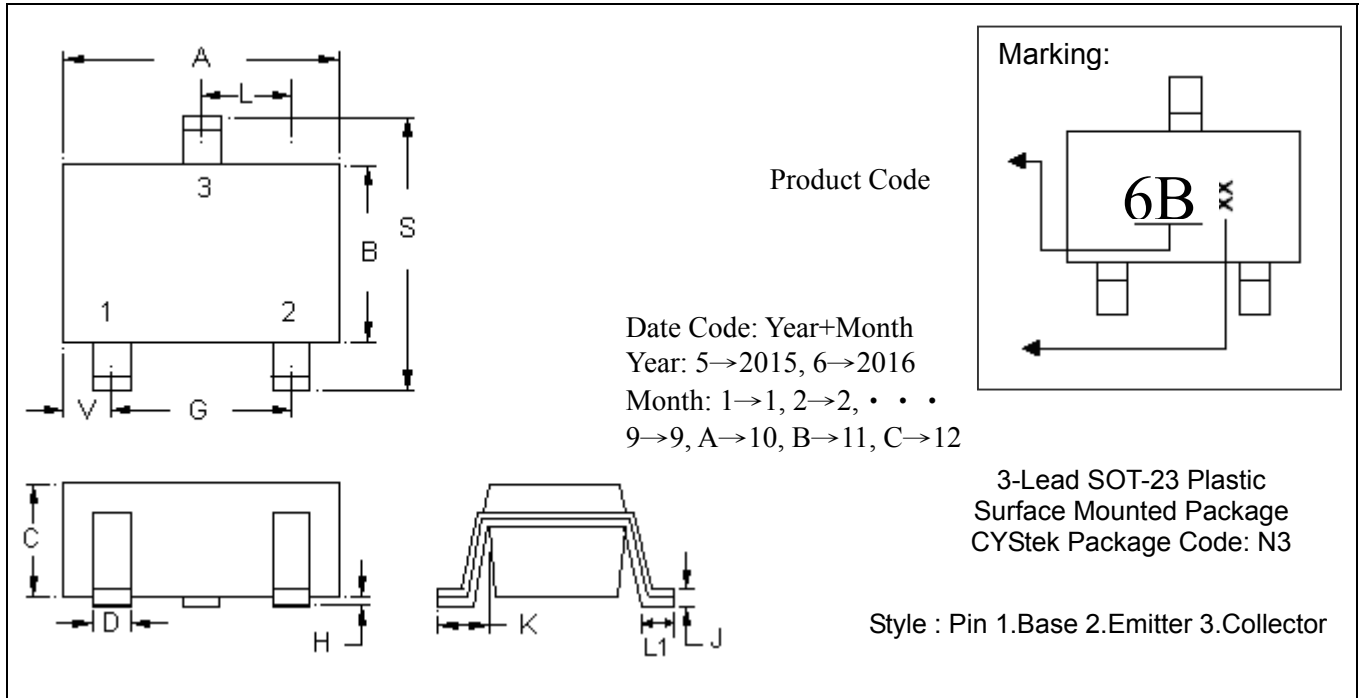 A
L
3
S
B
1
2
V
G
C
D
H
K
L1
J
Product Code
Date Code: Year+Month
Year: 5→2015, 6→2016
Month: 1→1, 2→2, ・・・
9→9, A→10, B→11, C→12
Marking:
6B
xx
3-Lead SOT-23 Plastic
Surface Mounted Package
CYStek Package Code: N3
Style : Pin 1.Base 2.Emitter 3.Collector